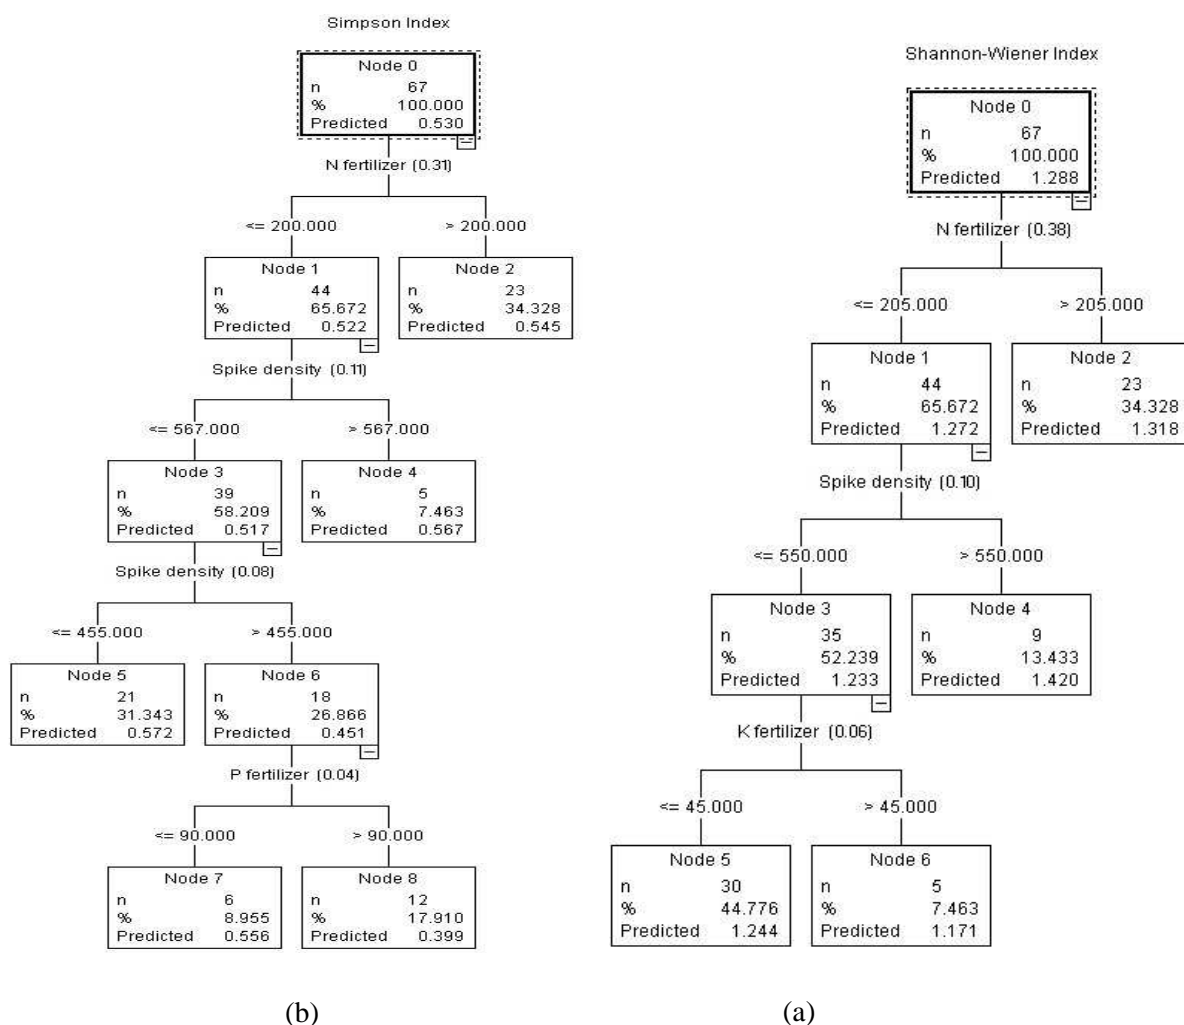 Simpson Index
Node 0
n 67
% 100.000
Predicted 0.530
N fertilizer (0.31)
<= 200.000
> 200.000
Node 1
n 44
% 65.672
Predicted 0.522
Node 2
n 23
% 34.328
Predicted 0.545
Spike density (0.11)
<= 567.000
> 567.000
Node 3
n 39
% 58.209
Predicted 0.517
Node 4
n 5
% 7.463
Predicted 0.567
Spike density (0.08)
<= 455.000
> 455.000
Node 5
n 21
% 31.343
Predicted 0.572
Node 6
n 18
% 26.866
Predicted 0.451
P fertilizer (0.04)
<= 90.000
> 90.000
Node 7
n 6
% 8.955
Predicted 0.556
Node 8
n 12
% 17.910
Predicted 0.399
(b)
Shannon-Wiener Index
Node 0
n 67
% 100.000
Predicted 1.288
N fertilizer (0.38)
<= 205.000
> 205.000
Node 1
n 44
% 65.672
Predicted 1.272
Node 2
n 23
% 34.328
Predicted 1.318
Spike density (0.10)
<= 550.000
> 550.000
Node 3
n 35
% 52.239
Predicted 1.233
Node 4
n 9
% 13.433
Predicted 1.420
K fertilizer (0.06)
<= 45.000
> 45.000
Node 5
n 30
% 44.776
Predicted 1.244
Node 6
n 5
% 7.463
Predicted 1.171
(a)